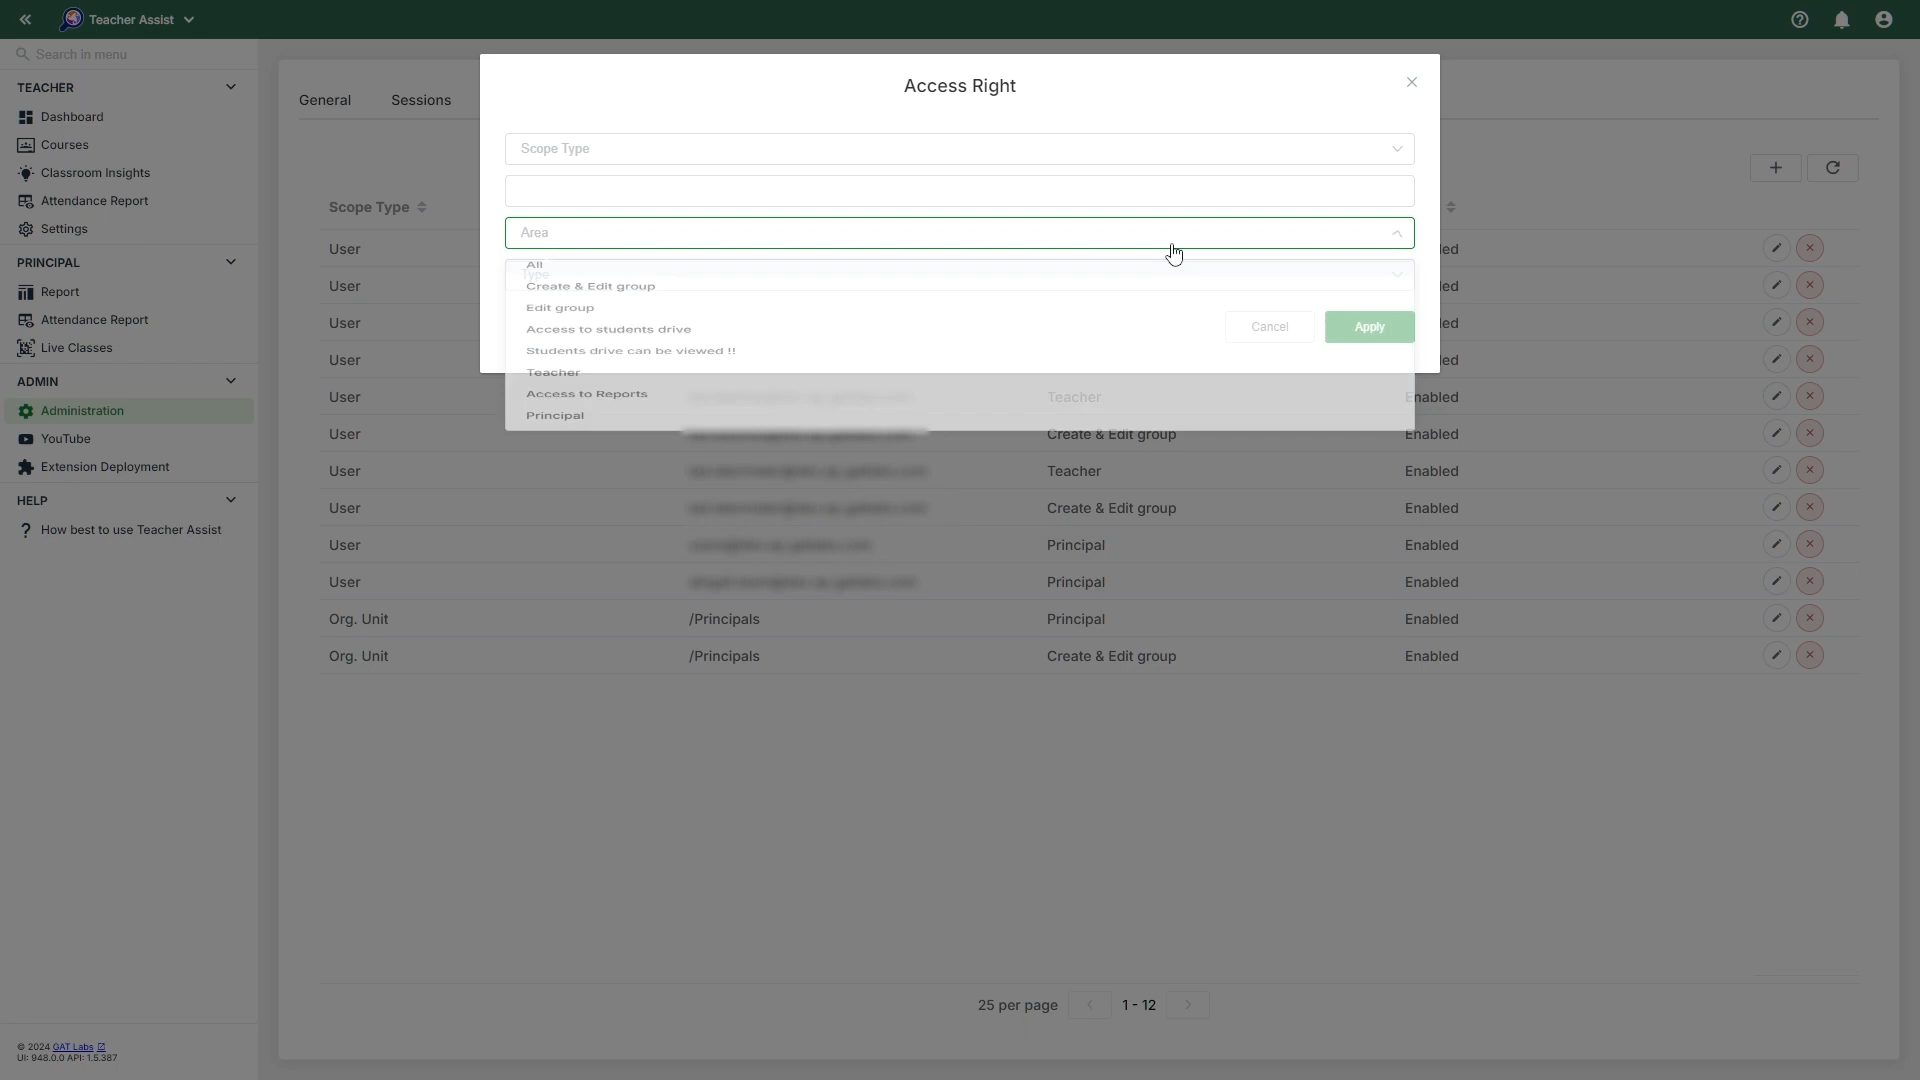 Teacher Assist
Search in menu
TEACHER
Dashboard
Courses
Classroom Insights
Attendance Report
Settings
PRINCIPAL
Report
Attendance Report
Live Classes
ADMIN
Administration
YouTube
Extension Deployment
HELP
How best to use Teacher Assist
© 2024 GAT Labs
UI: 948.0.0 API: 1.5.387
General Sessions
Access Right
Scope Type
Area
Type
All
Create & Edit group
Edit group
Access to students drive
Students drive can be viewed !!
Teacher
Access to Reports
Principal
Cancel Apply
Scope Type
User
User
User
User
User Teacher Enabled
User Create & Edit group Enabled
User Teacher Enabled
User Create & Edit group Enabled
User Principal Enabled
User Principal Enabled
Org. Unit /Principals Principal Enabled
Org. Unit /Principals Create & Edit group Enabled
25 per page 1 - 12